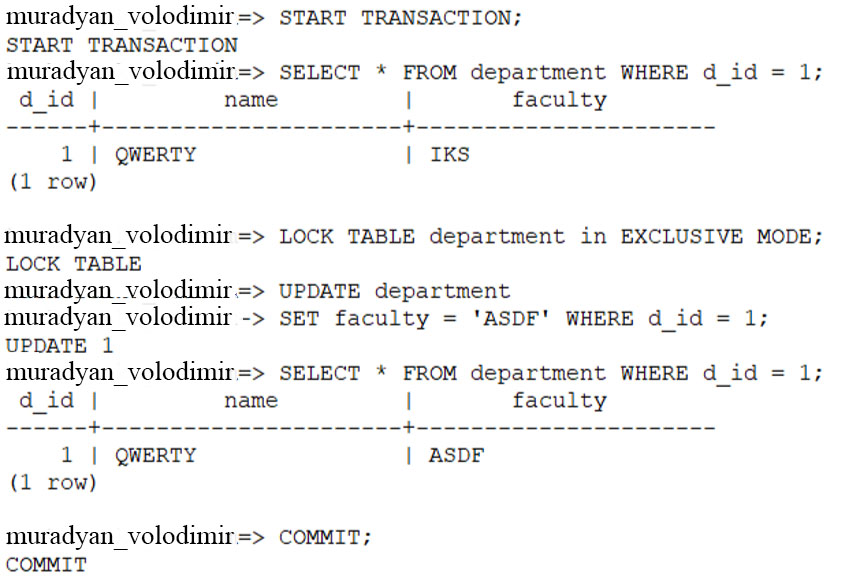 muradyan_volodimir=> START TRANSACTION;
START TRANSACTION
muradyan_volodimir=> SELECT * FROM department WHERE d_id = 1;
 d_id |         name          |        faculty
------+-----------------------+-----------------------
    1 | QWERTY                | IKS
(1 row)
muradyan_volodimir=> LOCK TABLE department in EXCLUSIVE MODE;
LOCK TABLE
muradyan_volodimir=> UPDATE department
muradyan_volodimir -> SET faculty = 'ASDF' WHERE d_id = 1;
UPDATE 1
muradyan_volodimir=> SELECT * FROM department WHERE d_id = 1;
 d_id |         name          |        faculty
------+-----------------------+-----------------------
    1 | QWERTY                | ASDF
(1 row)
muradyan_volodimir=> COMMIT;
COMMIT